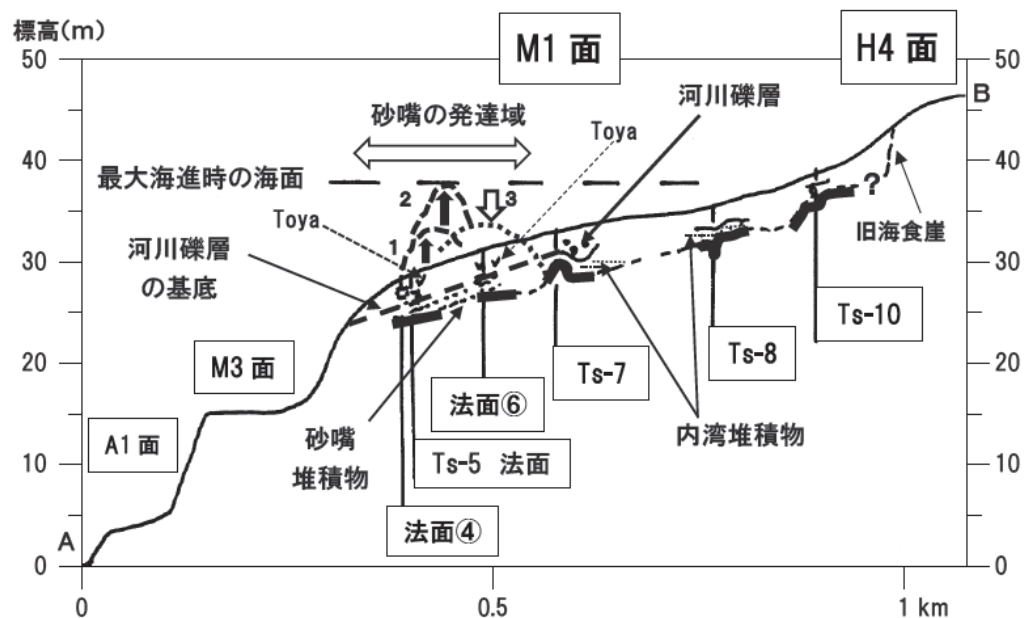 標高(m)
M1 面
H4 面
50
50
B
河川礫層
砂嘴の発達域
Toya
40
40
最大海進時の海面
2
3
?
Toya
旧海食崖
1
河川礫層
の基底
30
30
Ts-10
Ts-7
Ts-8
20
20
M3 面
法面⑥
砂嘴
堆積物
内湾堆積物
A1 面
Ts-5 法面
10
10
法面④
A
0
0
0
0.5
1 km